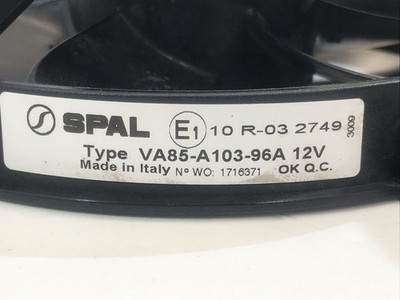 SPAL E1 10 R-03 2749 3009
Type VA85-A103-96A 12V
Made in Italy Nº WO: 1716371 OK Q.C.